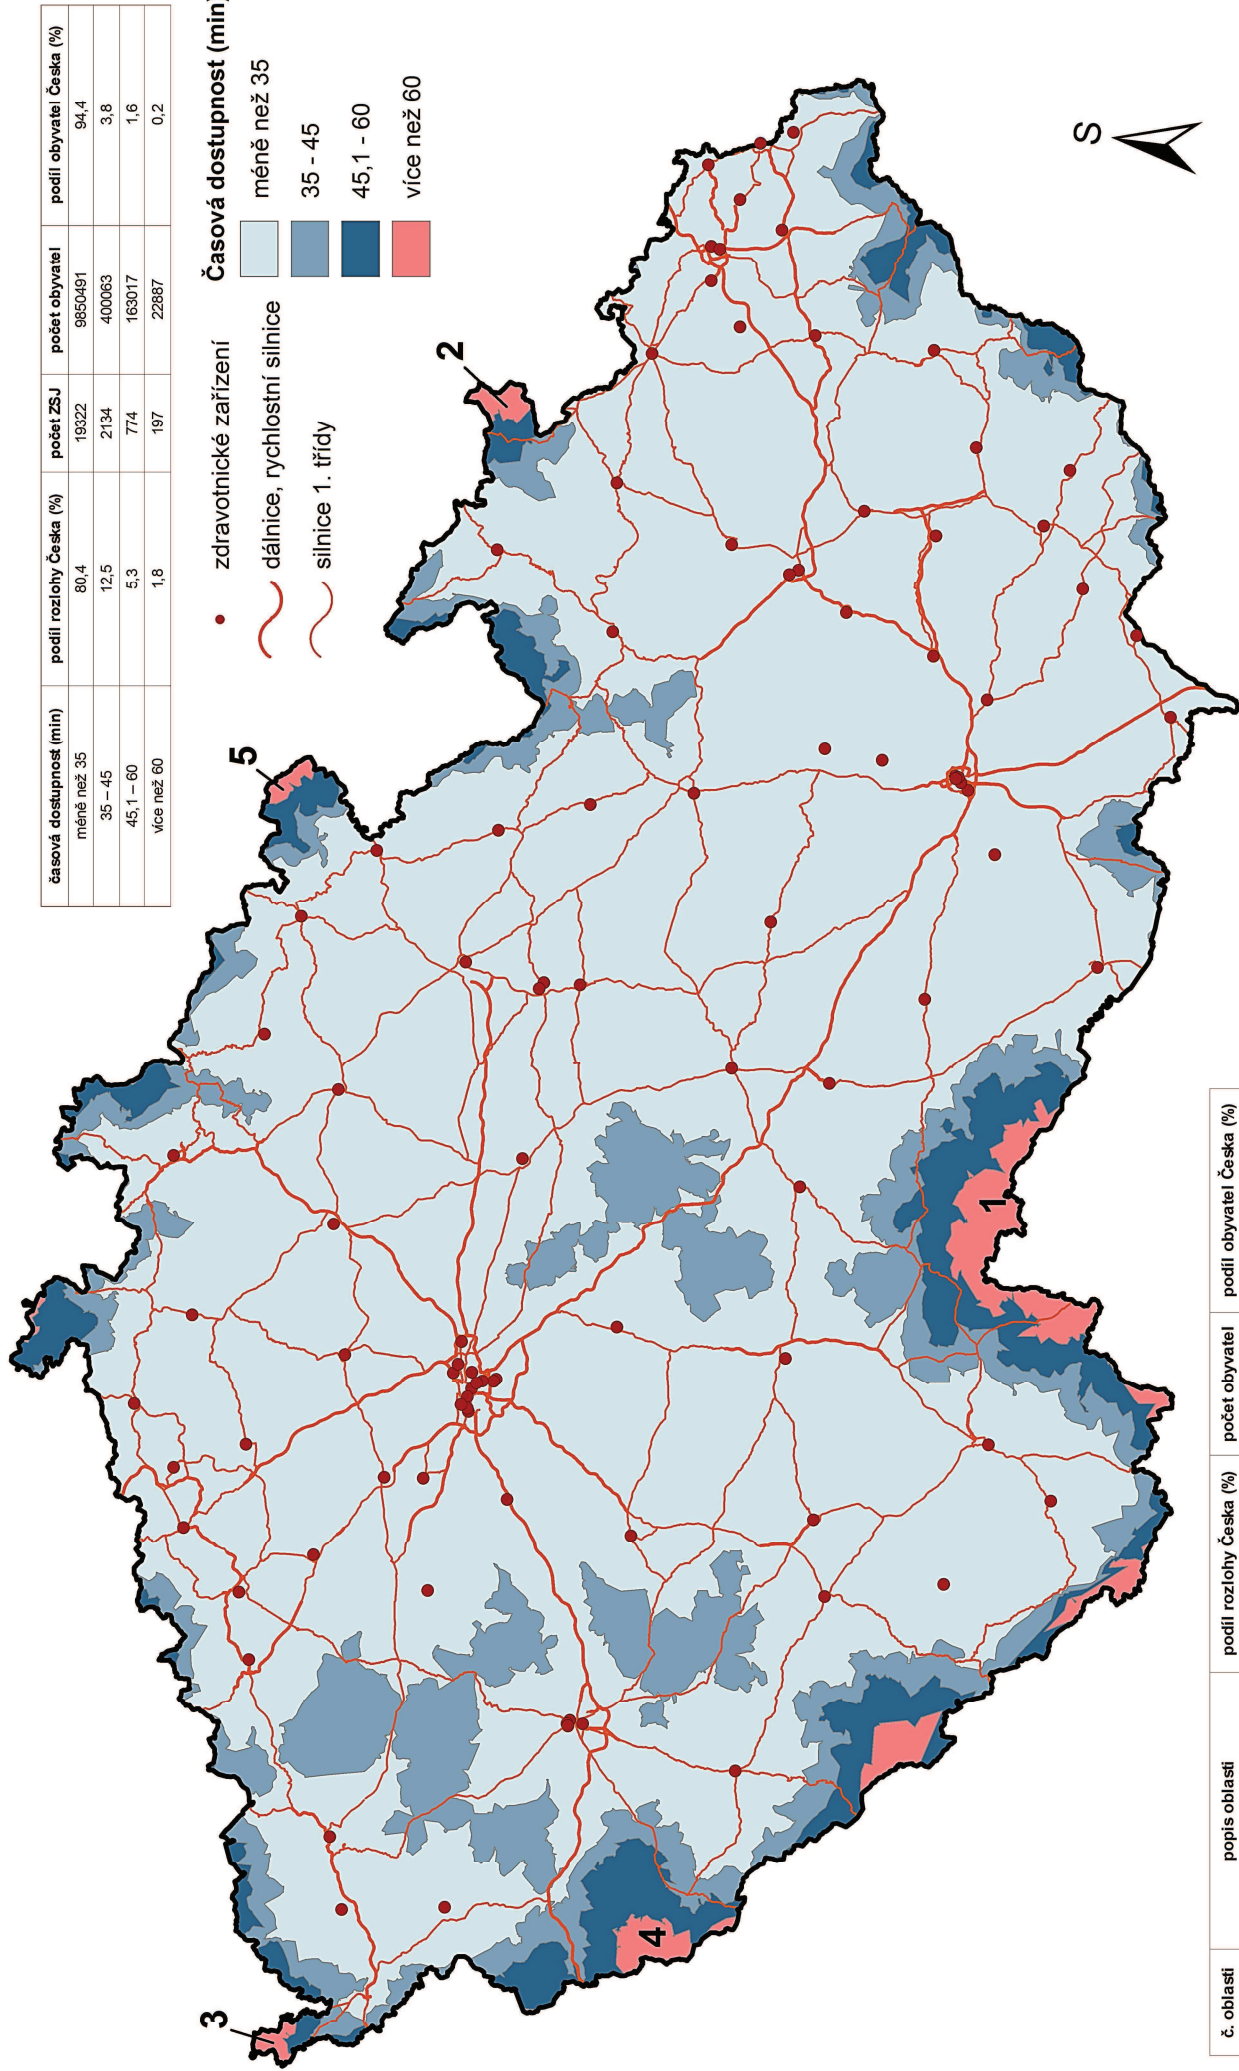 časová dostupnost (min) podíl rozlohy Česka (%) počet ZSJ počet obyvatel podíl obyvatel Česka (%)
méně než 35 80,4 19322 9850491 94,4
35 – 45 12,5 2134 400063 3,8
45,1 – 60 5,3 774 163017 1,6
více než 60 1,8 197 22887 0,2
zdravotnické zařízení
dálnice, rychlostní silnice
silnice 1. třídy
Časová dostupnost (min)
méně než 35
35 - 45
45,1 - 60
více než 60
3
5
2
4
1
S
č. oblasti popis oblasti podíl rozlohy Česka (%) počet obyvatel podíl obyvatel Česka (%)